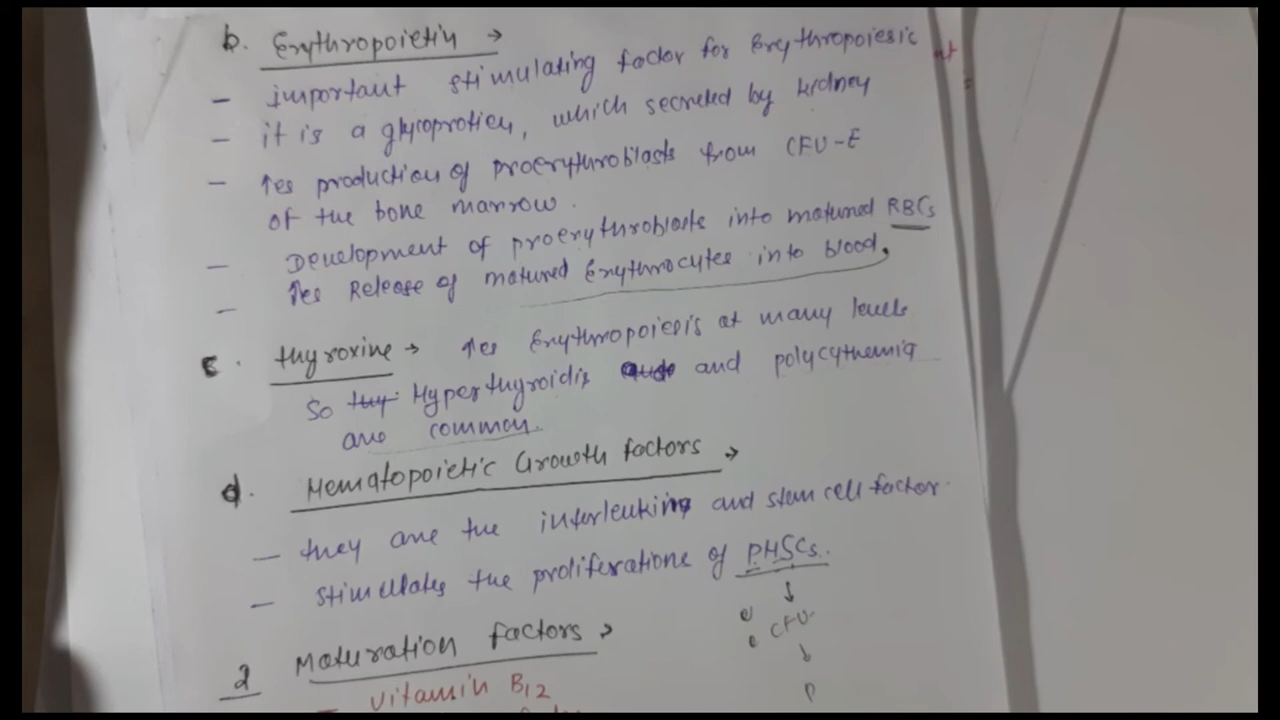 b. Erythropoietin →
- important stimulating factor for Erythropoiesic
- it is a glycoprotien, which secreted by kidney
- ↑es production of proerythroblasts from CFU-E
of the bone marrow.
- Development of proerythroblasts into matured RBCs
- ↑es Release of matured Erythrocytes into blood.
c. thyroxine → ↑es Erythropoiesis at many levels
So Hyperthyroidis and polycythemia
are common.
d. Hematopoietic Growth factors →
- they are the interleukins and stem cell factor.
- stimulates the proliferations of PHSCs.
↓
CFU-
↓
P
2 Maturation factors →
- vitamin B12